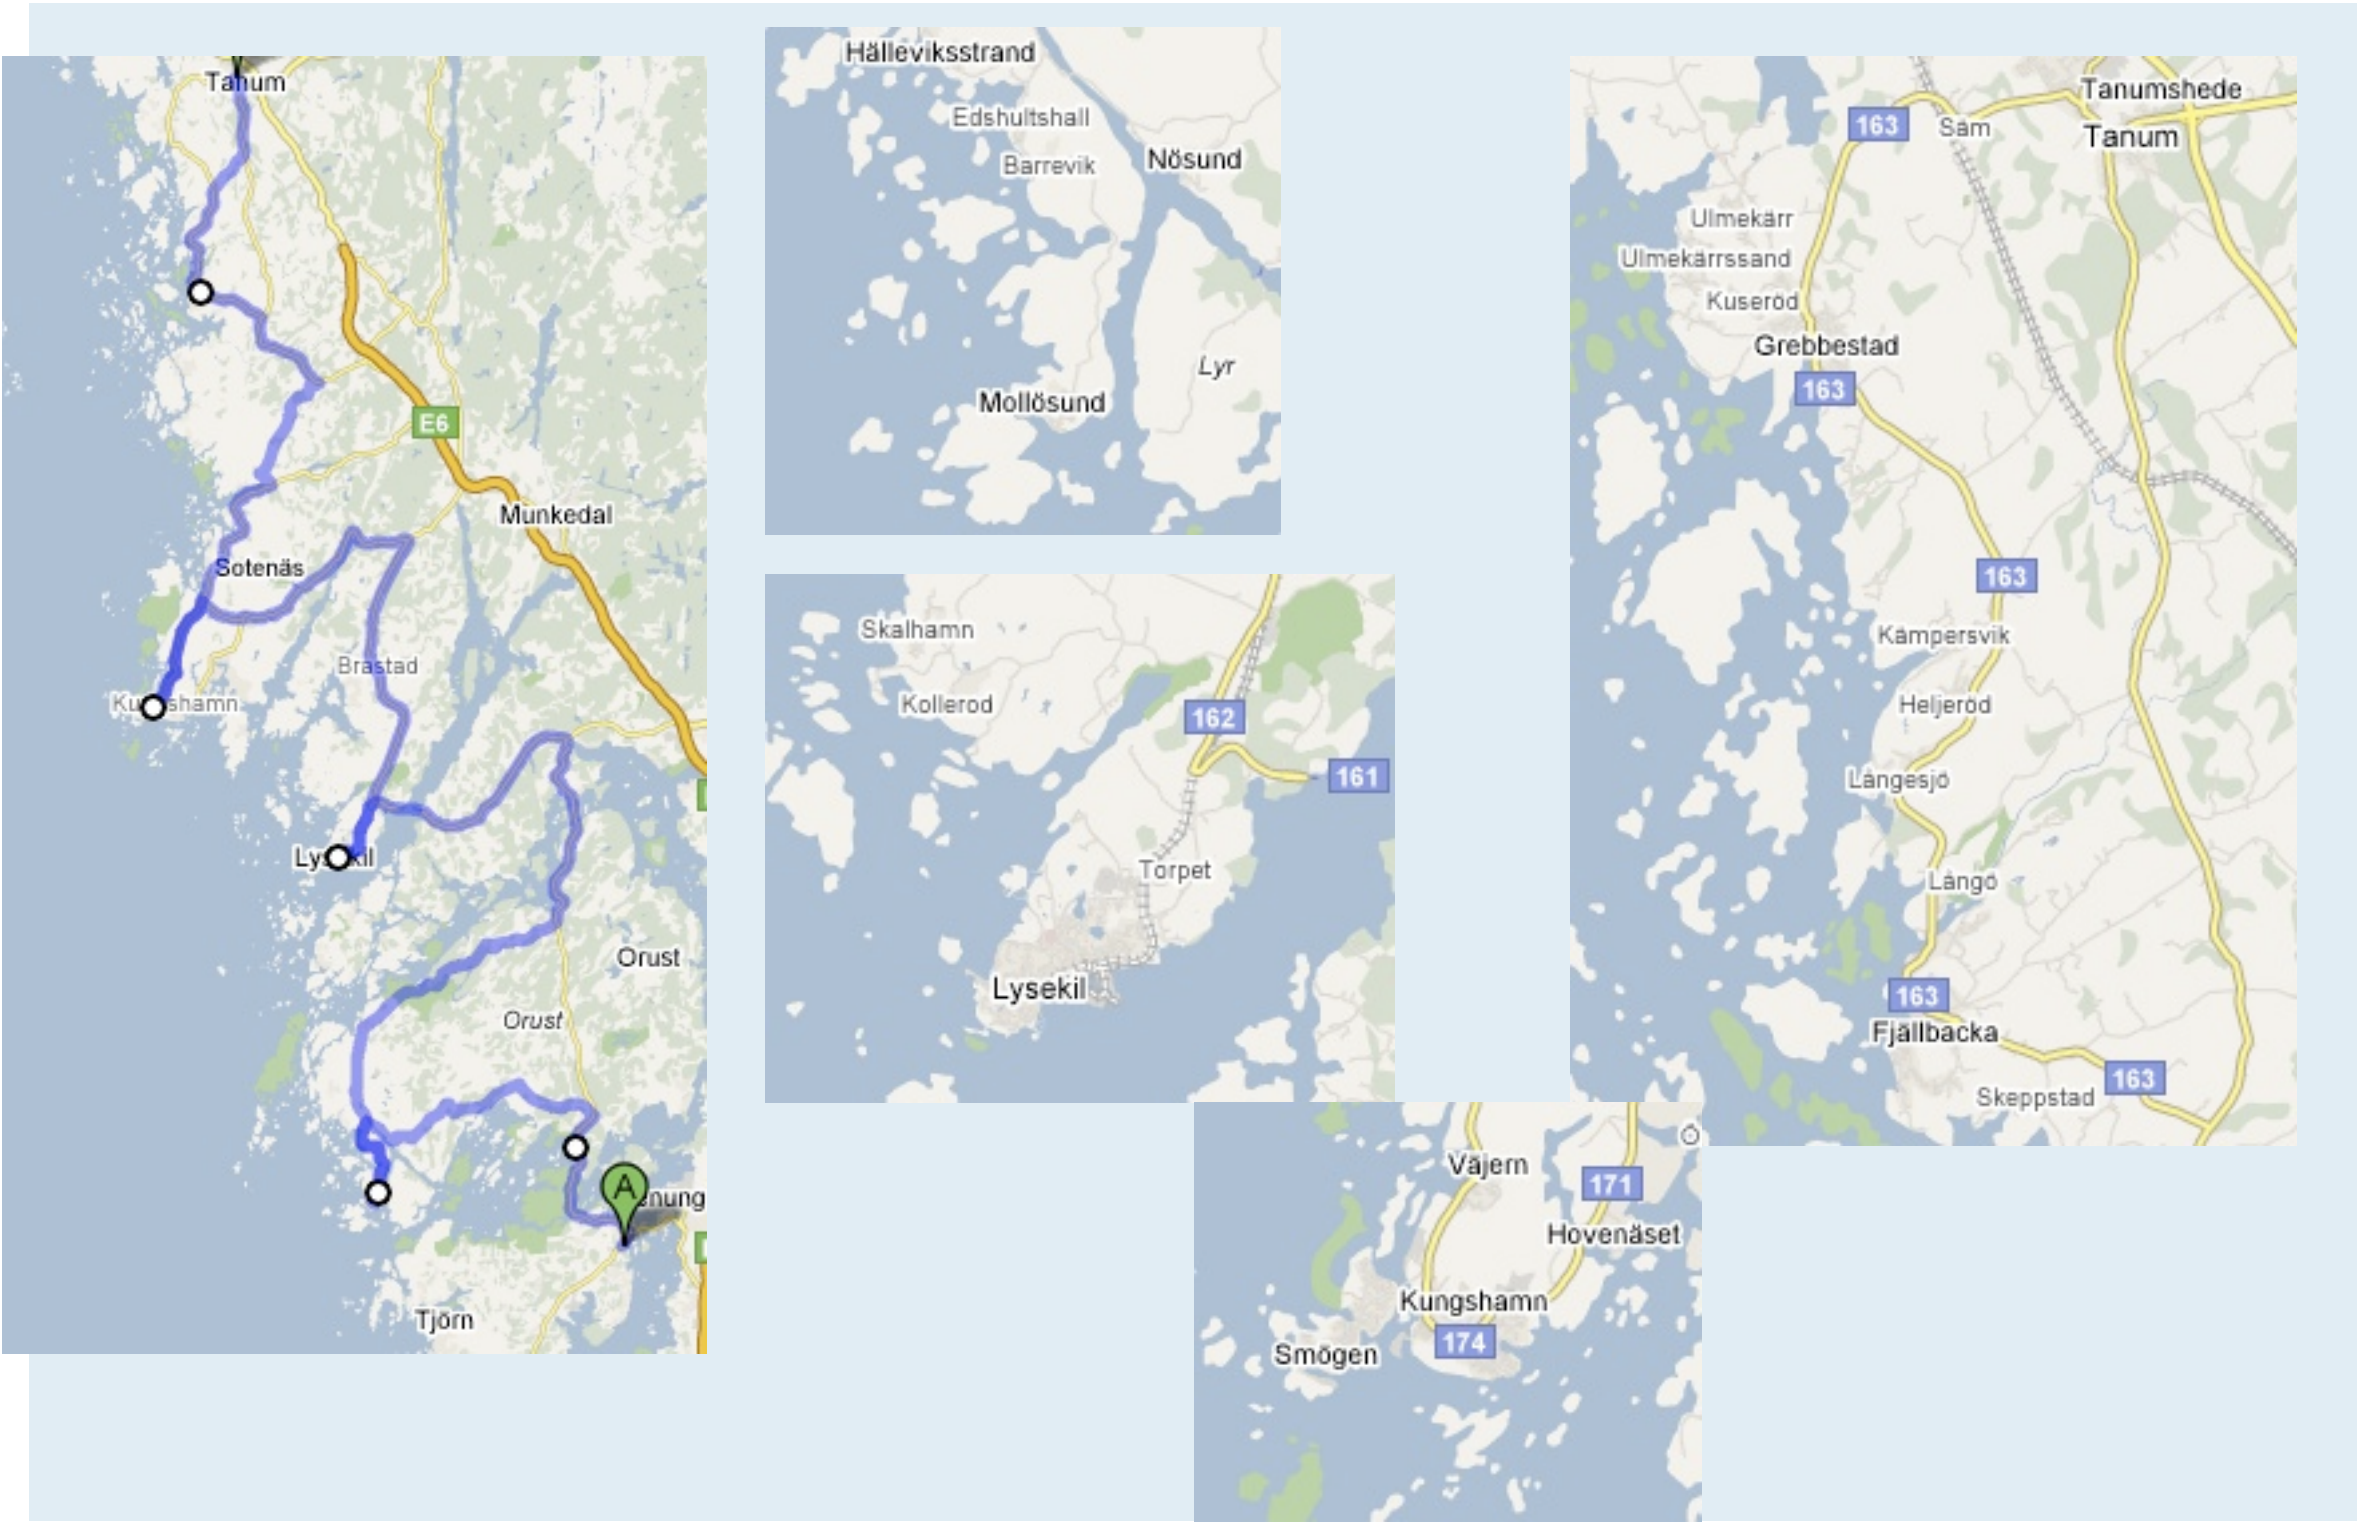 Tanum
E6
Munkedal
Sotenäs
Brastad
Lysekil
Orust
Orust
A
Tjörn
Hälleviksstrand
Edshultshall
Barrevik
Nösund
Lyr
Mollösund
Skalhamn
Kollerod
162
161
Torpet
Lysekil
Tanumshede
163
Sam
Tanum
Ulmekärr
Ulmekärrssand
Kuseröd
Grebbestad
163
163
Kämpersvik
Heljeröd
Långesjö
Långö
163
Fjällbacka
163
Skeppstad
Väjern
171
Hovenäset
Kungshamn
174
Smögen